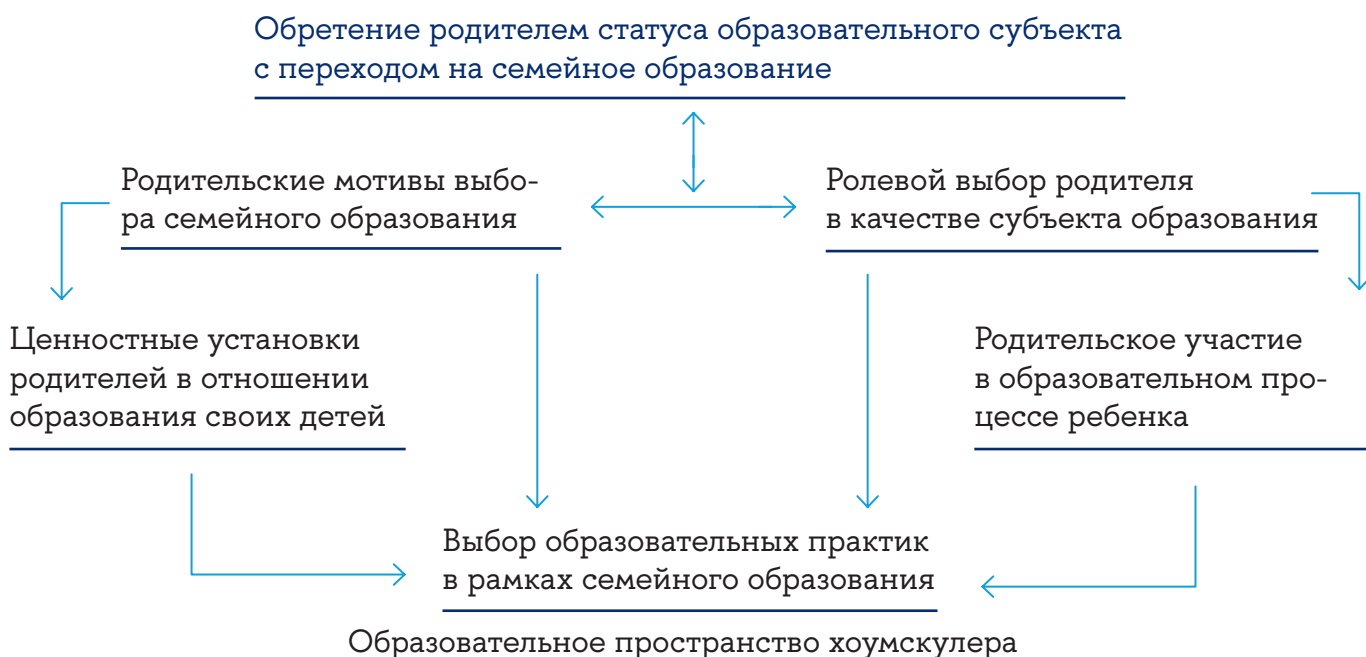 Обретение родителем статуса образовательного субъекта
с переходом на семейное образование
Родительские мотивы выбо-
ра семейного образования
Ролевой выбор родителя
в качестве субъекта образования
Ценностные установки
родителей в отношении
образования своих детей
Родительское участие
в образовательном про-
цессе ребенка
Выбор образовательных практик
в рамках семейного образования
Образовательное пространство хоумскулера